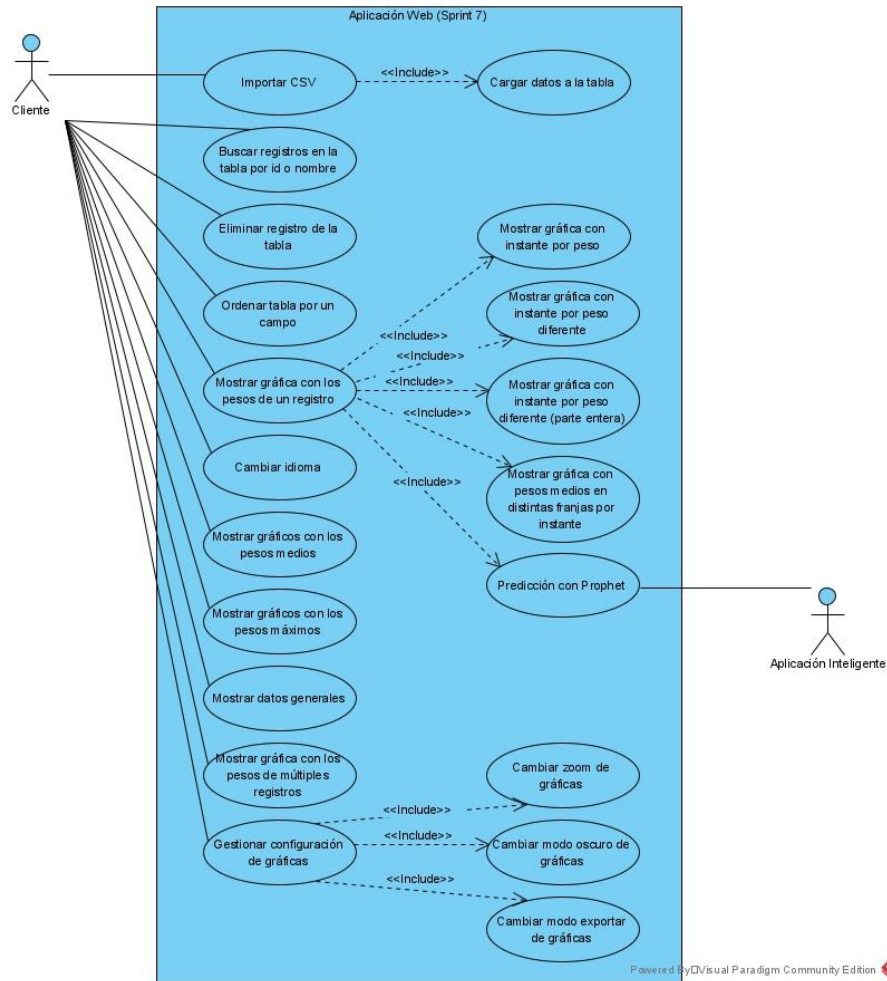 Aplicación Web (Sprint 7)
Cliente
Importar CSV
<<Include>>
Cargar datos a la tabla
Buscar registros en la
tabla por id o nombre
Eliminar registro de la
tabla
Mostrar gráfica con
instante por peso
Ordenar tabla por un
campo
Mostrar gráfica con
instante por peso
diferente
<<Include>>
<<Include>>
Mostrar gráfica con los
pesos de un registro
<<Include>>
Mostrar gráfica con
instante por peso
diferente (parte entera)
<<Include>>
Cambiar idioma
<<Include>>
Mostrar gráfica con
pesos medios en
distintas franjas por
instante
Mostrar gráficos con los
pesos medios
Predicción con Prophet
Mostrar gráficos con los
pesos máximos
Aplicación Inteligente
Mostrar datos generales
Mostrar gráfica con los
pesos de múltiples
registros
Cambiar zoom de
gráficas
<<Include>>
Gestionar configuración
de gráficas
<<Include>>
Cambiar modo oscuro de
gráficas
<<Include>>
Cambiar modo exportar
de gráficas
Powered By□Visual Paradigm Community Edition